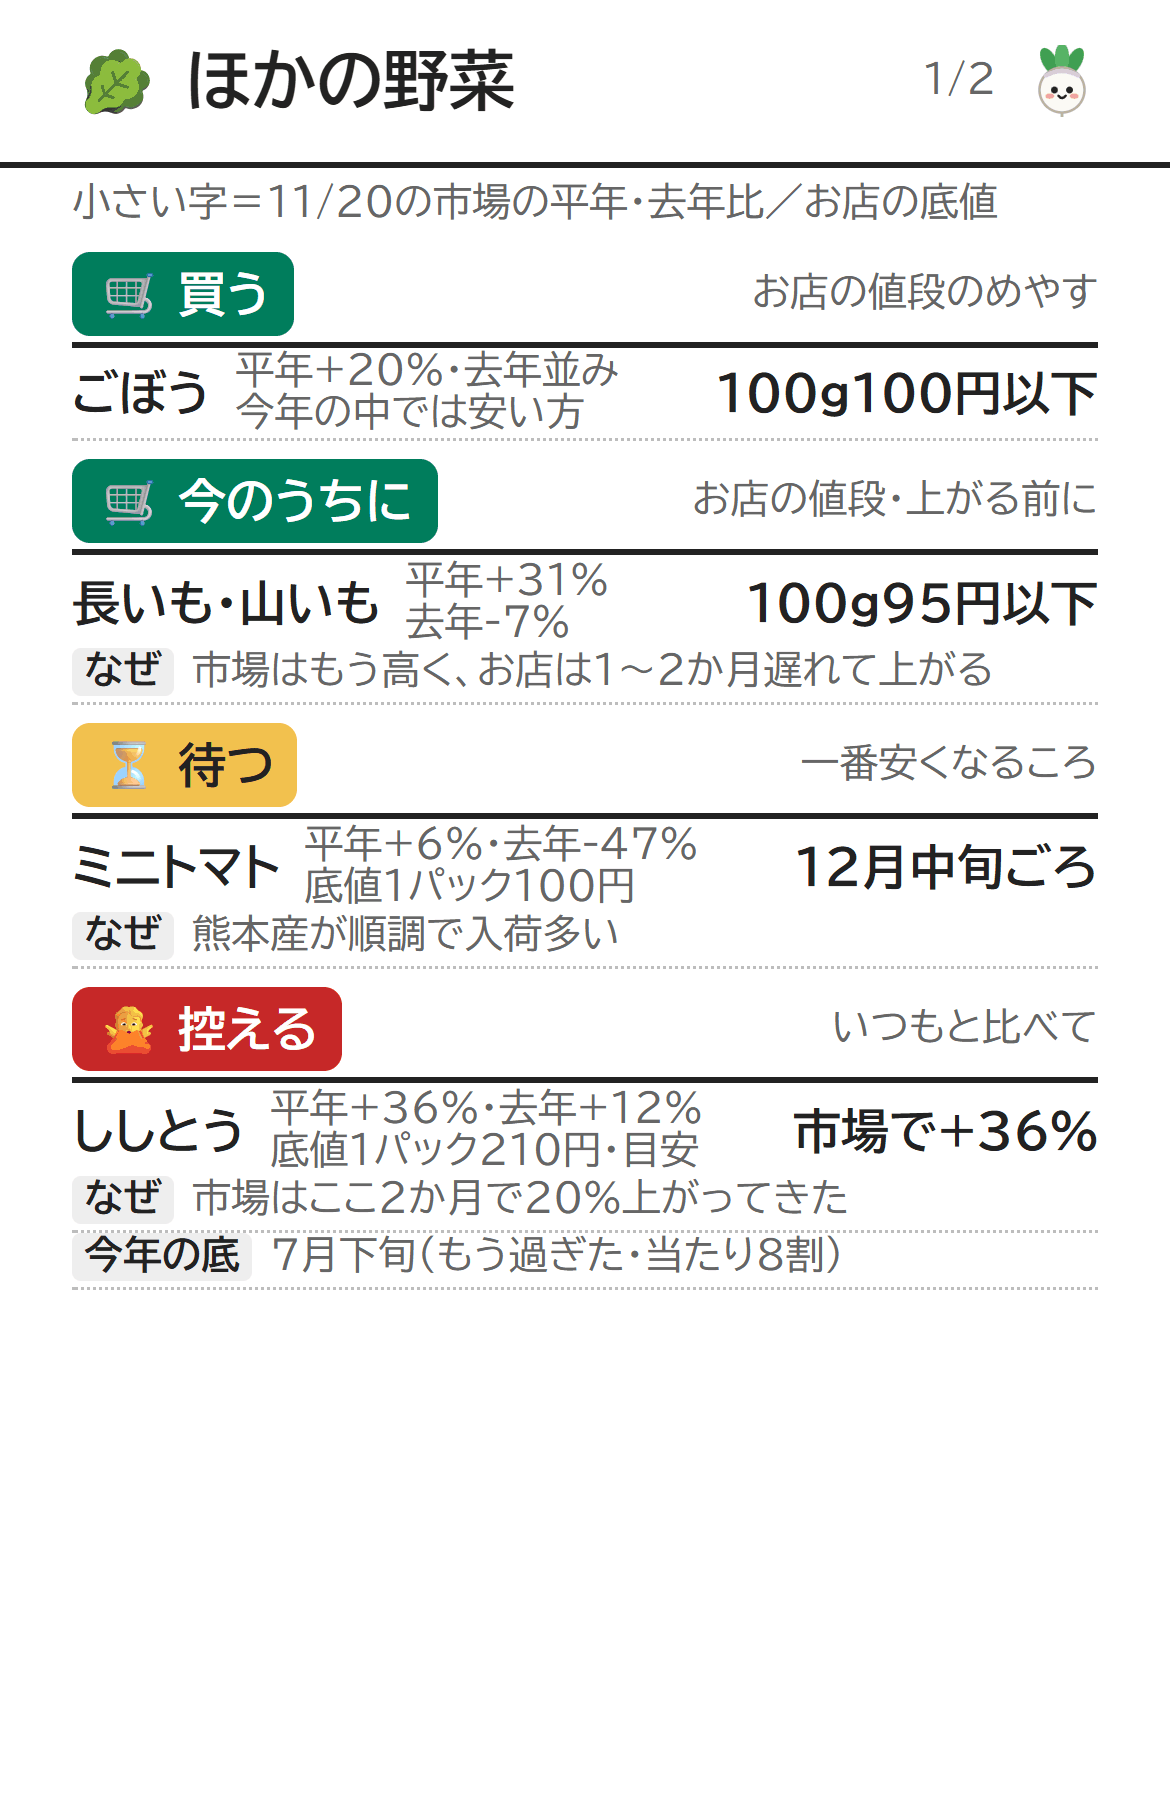 ほかの野菜
1/2
小さい字=11/20の市場の平年・去年比/お店の底値
買う
お店の値段のめやす
ごぼう
平年+20%・去年並み
今年の中では安い方
100g100円以下
今のうちに
お店の値段・上がる前に
長いも・山いも
平年+31%
去年-7%
100g95円以下
なぜ 市場はもう高く、お店は1～2か月遅れて上がる
待つ
一番安くなるころ
ミニトマト
平年+6%・去年-47%
底値1パック100円
12月中旬ごろ
なぜ 熊本産が順調で入荷多い
控える
いつもと比べて
ししとう
平年+36%・去年+12%
底値1パック210円・目安
市場で+36%
なぜ 市場はここ2か月で20%上がってきた
今年の底 7月下旬(もう過ぎた・当たり8割)